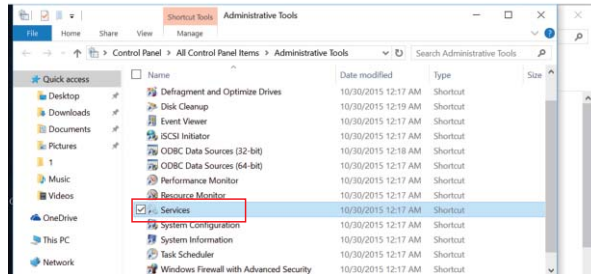 Shortcut Tools Administrative Tools
File Home Share View Manage
Control Panel > All Control Panel Items > Administrative Tools Search Administrative Tools
Quick access
Desktop
Downloads
Documents
Pictures
1
Music
Videos
OneDrive
This PC
Network
Name Date modified Type Size
Defragment and Optimize Drives 10/30/2015 12:17 AM Shortcut
Disk Cleanup 10/30/2015 12:19 AM Shortcut
Event Viewer 10/30/2015 12:17 AM Shortcut
iSCSI Initiator 10/30/2015 12:17 AM Shortcut
ODBC Data Sources (32-bit) 10/30/2015 12:18 AM Shortcut
ODBC Data Sources (64-bit) 10/30/2015 12:17 AM Shortcut
Performance Monitor 10/30/2015 12:17 AM Shortcut
Resource Monitor 10/30/2015 12:17 AM Shortcut
Services 10/30/2015 12:17 AM Shortcut
System Configuration 10/30/2015 12:17 AM Shortcut
System Information 10/30/2015 12:17 AM Shortcut
Task Scheduler 10/30/2015 12:17 AM Shortcut
Windows Firewall with Advanced Security 10/30/2015 12:17 AM Shortcut